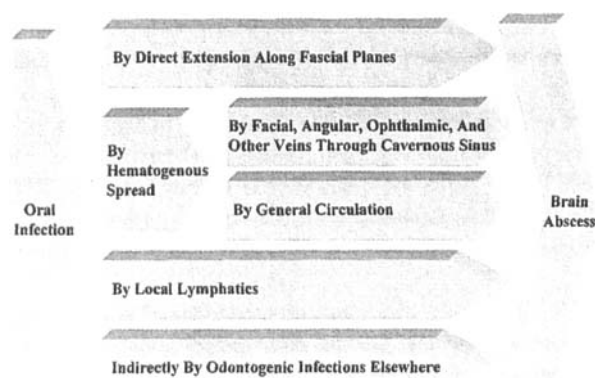 By Direct Extension Along Fascial Planes
By
Hematogenous
Spread
By Facial, Angular, Ophthalmic, And
Other Veins Through Cavernous Sinus
By General Circulation
Oral
Infection
Brain
Abscess
By Local Lymphatics
Indirectly By Odontogenic Infections Elsewhere